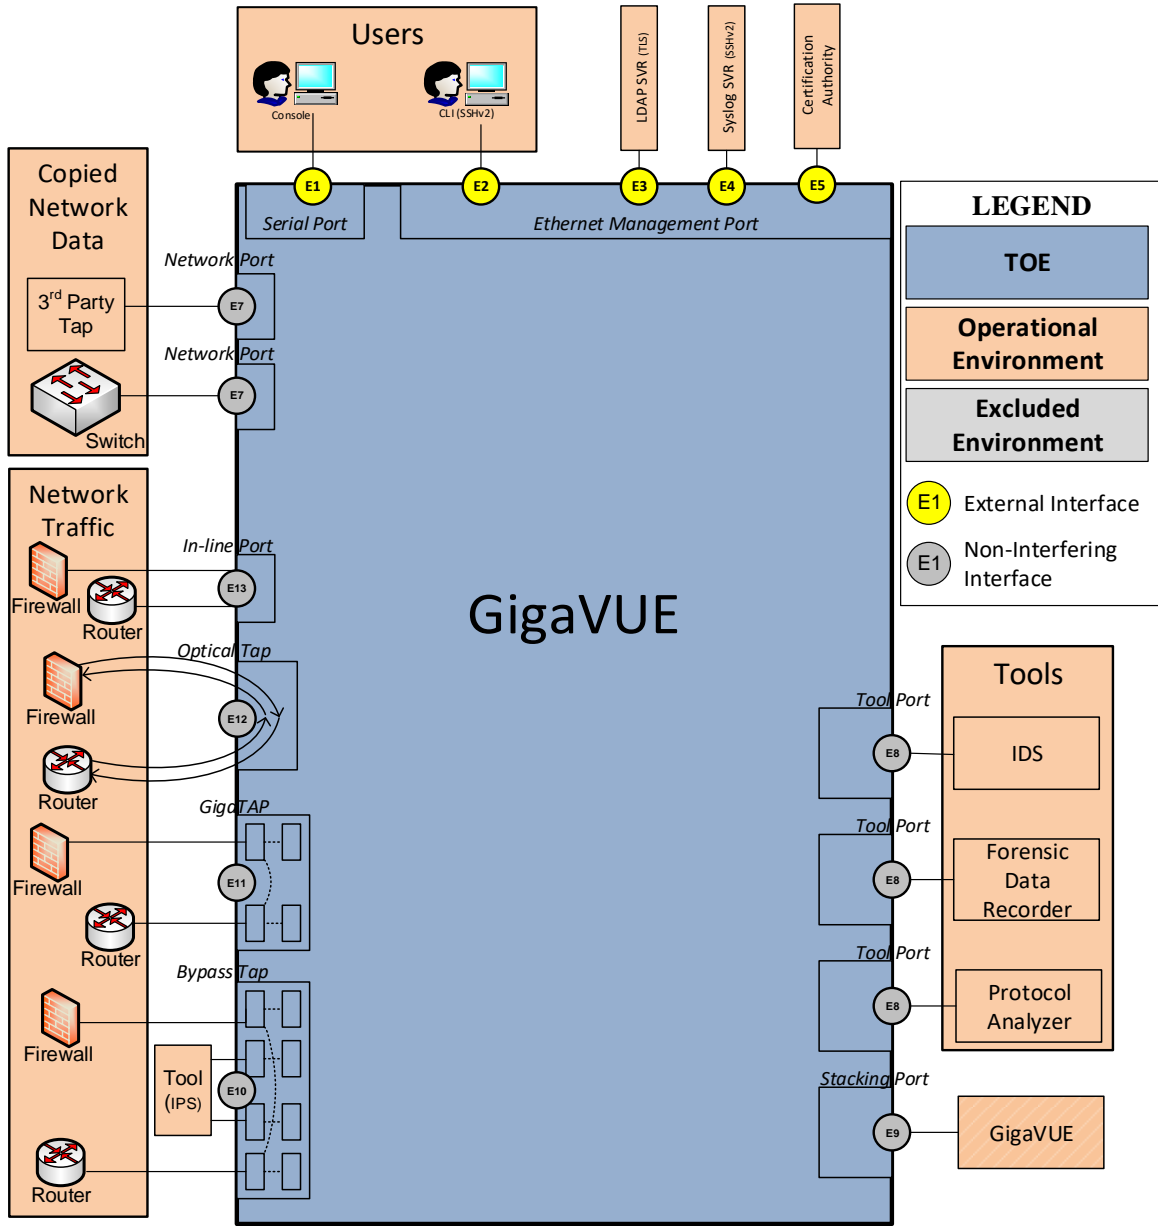 Users
Console
CLI (SSHv2)
LDAP SVR (TLS)
Syslog SVR (SSHv2)
Certification
Authority
E1
E2
E3
E4
E5
Serial Port
Ethernet Management Port
Copied
Network
Data
3rd Party
Tap
Switch
Network Port
E7
Network Port
E7
LEGEND
TOE
Operational
Environment
Excluded
Environment
E1
External Interface
E1
Non-Interfering
Interface
Network
Traffic
Firewall
Router
In-line Port
E13
Firewall
Router
Optical Tap
E12
GigaTAP
Firewall
E11
Router
Bypass Tap
Firewall
Tool
(IPS)
E10
Router
GigaVUE
Tools
Tool Port
E8
IDS
Tool Port
E8
Forensic
Data
Recorder
Tool Port
E8
Protocol
Analyzer
Stacking Port
E9
GigaVUE